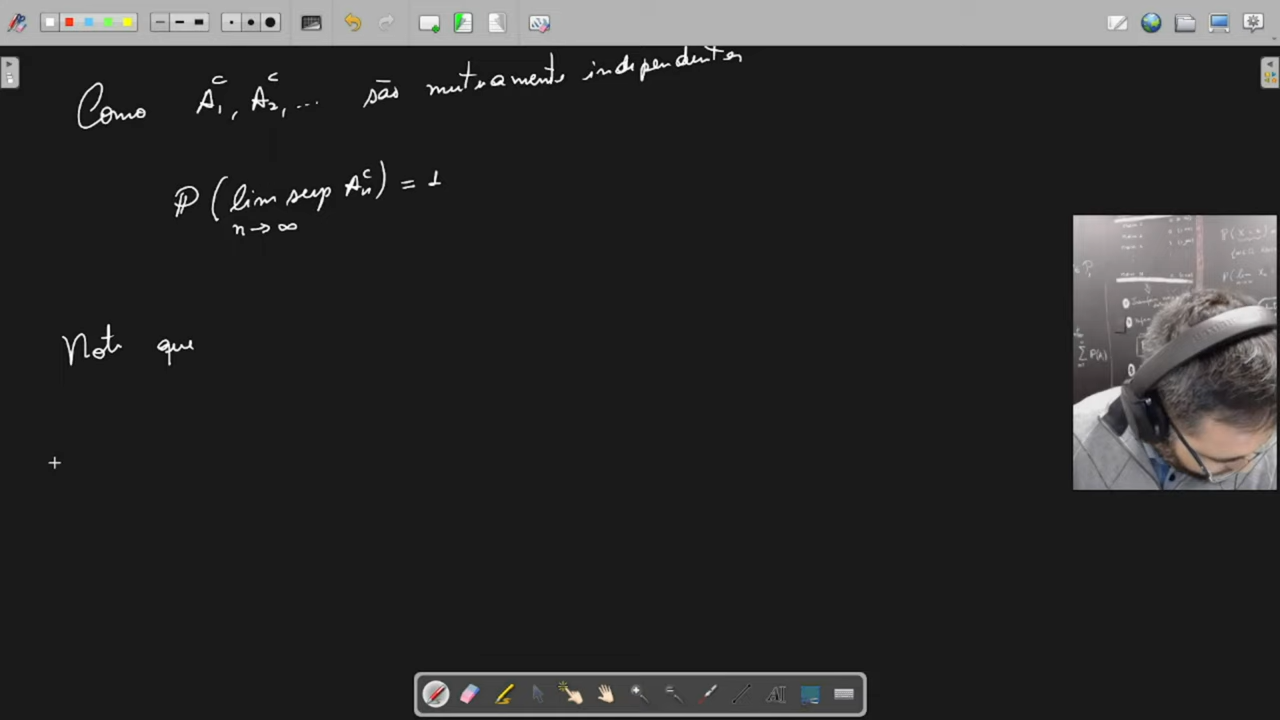 Como A₁ᶜ, A₂ᶜ, ... são mutuamente independentes
ℙ (lim sup Aₙᶜ) = 1
n → ∞
Note que